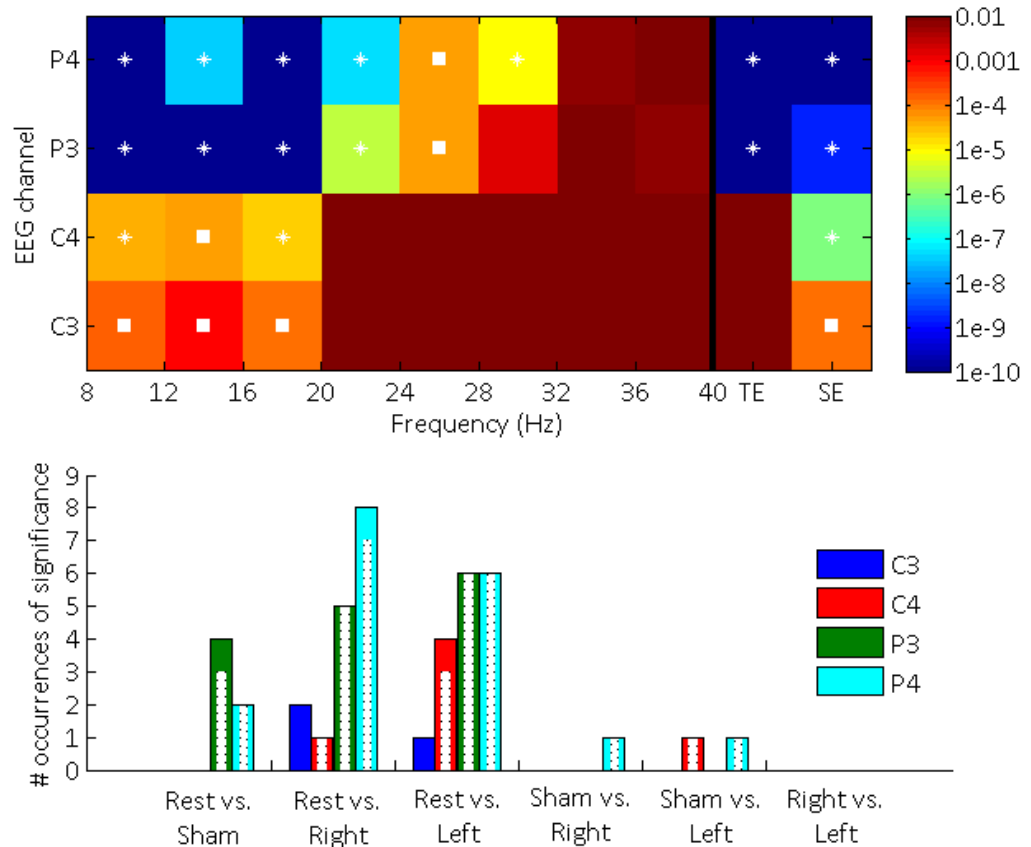 P4
P3
C4
C3
EEG channel
8 12 16 20 24 28 32 36 40 TE SE
Frequency (Hz)
0.01
0.001
1e-4
1e-5
1e-6
1e-7
1e-8
1e-9
1e-10
# occurrences of significance
9
8
7
6
5
4
3
2
1
0
Rest vs. Sham
Rest vs. Right
Rest vs. Left
Sham vs. Right
Sham vs. Left
Right vs. Left
C3
C4
P3
P4